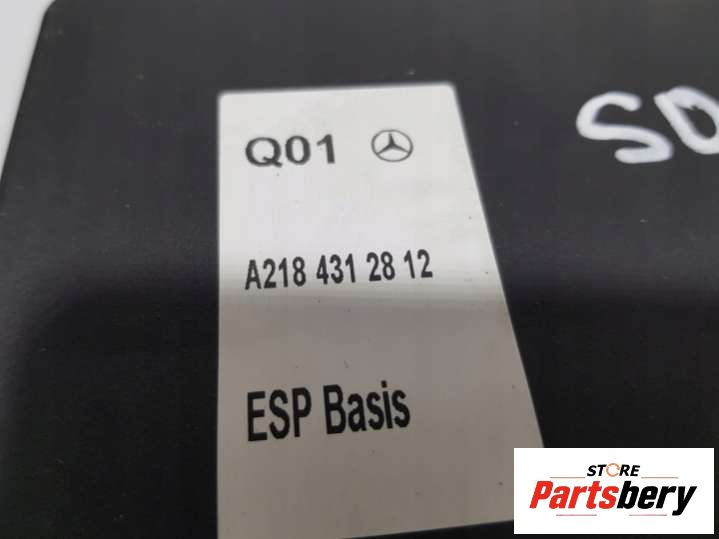 Q01
SD
A218 431 28 12
ESP Basis
STORE
Partsbery